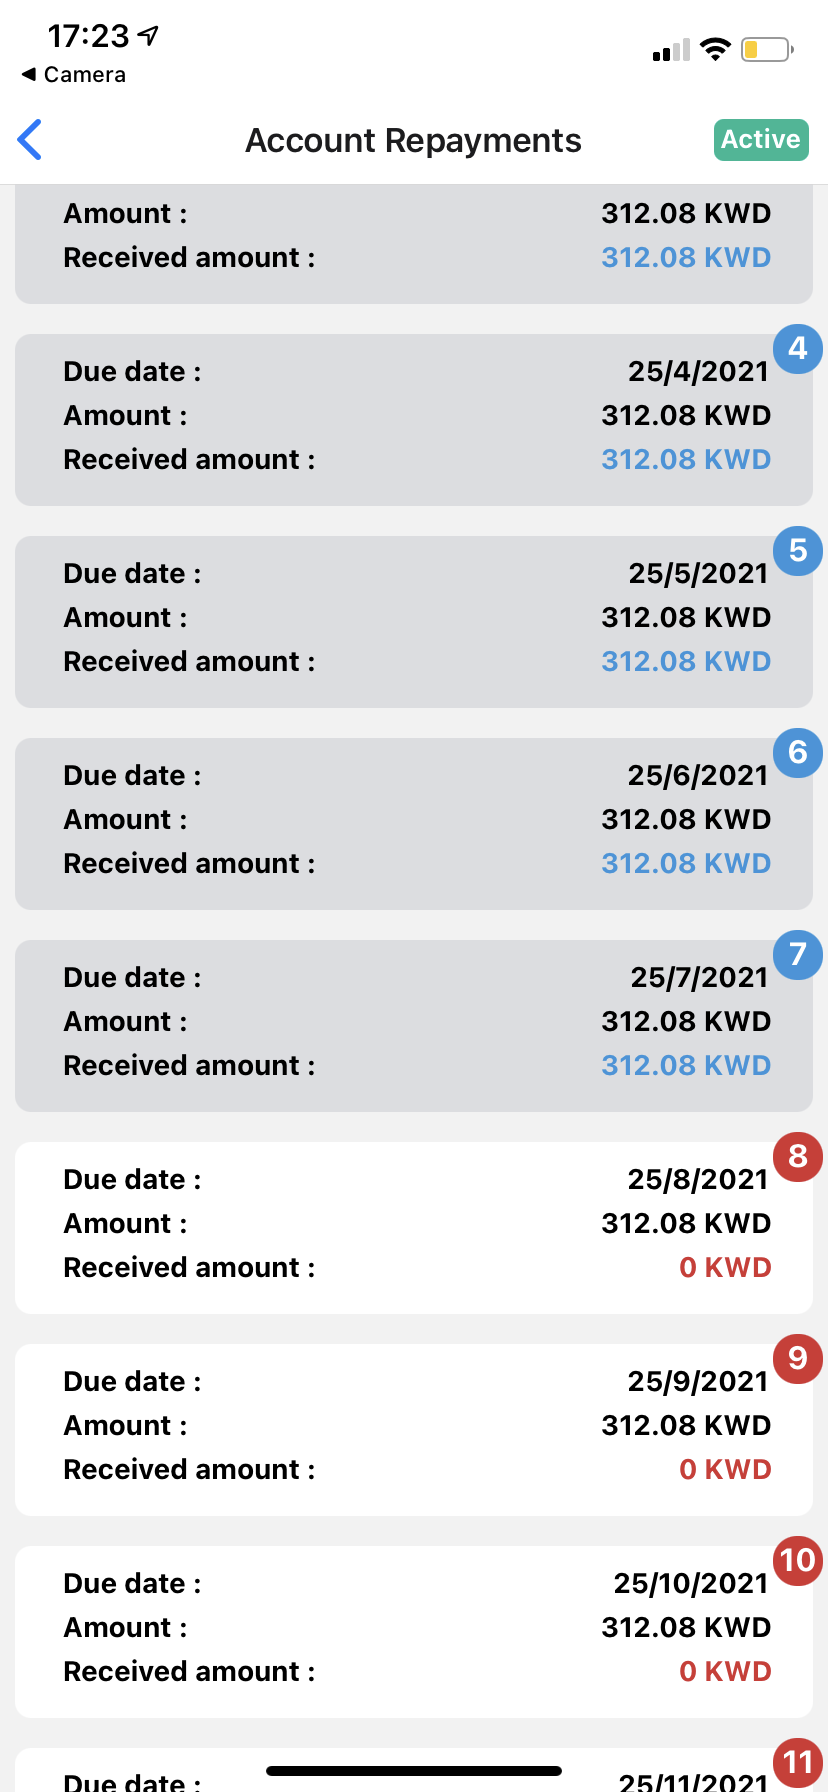 17:23
◀ Camera
Account Repayments
Active
Amount : 312.08 KWD
Received amount : 312.08 KWD
4
Due date : 25/4/2021
Amount : 312.08 KWD
Received amount : 312.08 KWD
5
Due date : 25/5/2021
Amount : 312.08 KWD
Received amount : 312.08 KWD
6
Due date : 25/6/2021
Amount : 312.08 KWD
Received amount : 312.08 KWD
7
Due date : 25/7/2021
Amount : 312.08 KWD
Received amount : 312.08 KWD
8
Due date : 25/8/2021
Amount : 312.08 KWD
Received amount : 0 KWD
9
Due date : 25/9/2021
Amount : 312.08 KWD
Received amount : 0 KWD
10
Due date : 25/10/2021
Amount : 312.08 KWD
Received amount : 0 KWD
11
Due date : 25/11/2021